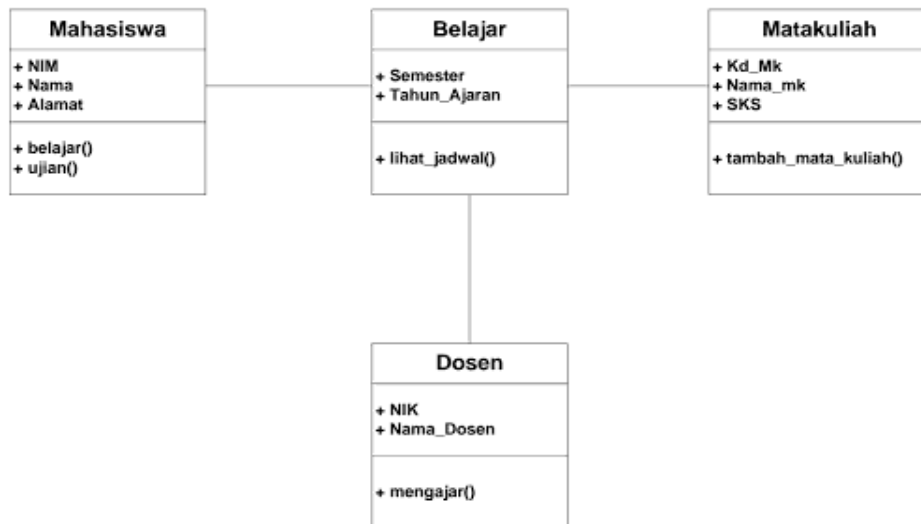 Mahasiswa
+ NIM
+ Nama
+ Alamat
+ belajar()
+ ujian()
Belajar
+ Semester
+ Tahun_Ajaran
+ lihat_jadwal()
Matakuliah
+ Kd_Mk
+ Nama_mk
+ SKS
+ tambah_mata_kuliah()
Dosen
+ NIK
+ Nama_Dosen
+ mengajar()